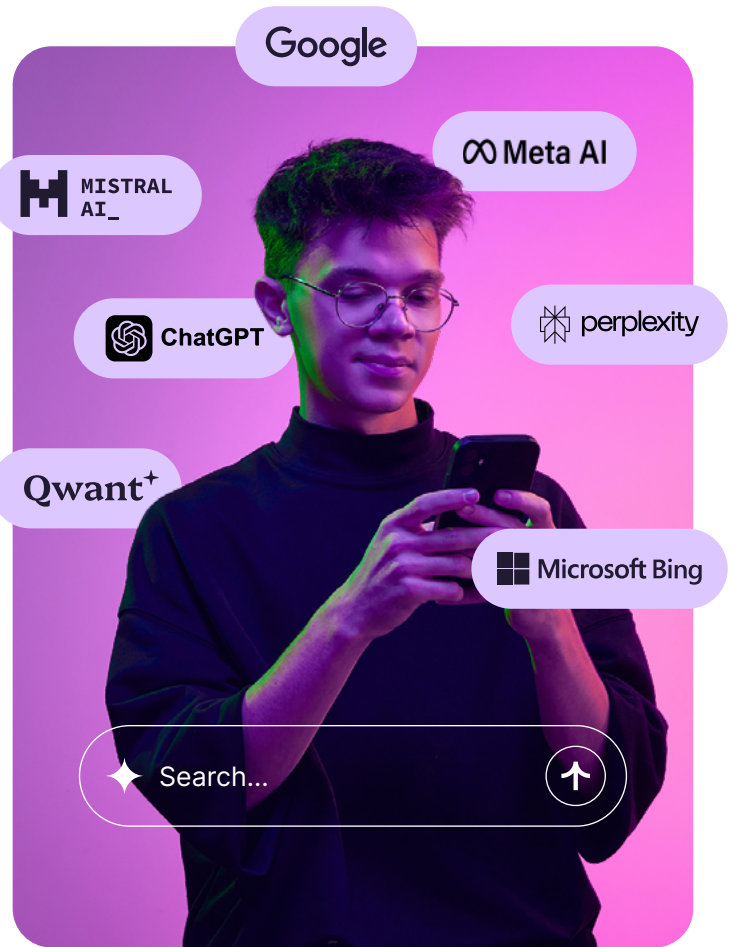 Google
Meta AI
MISTRAL
AI_
perplexity
ChatGPT
Qwant
Microsoft Bing
Search...